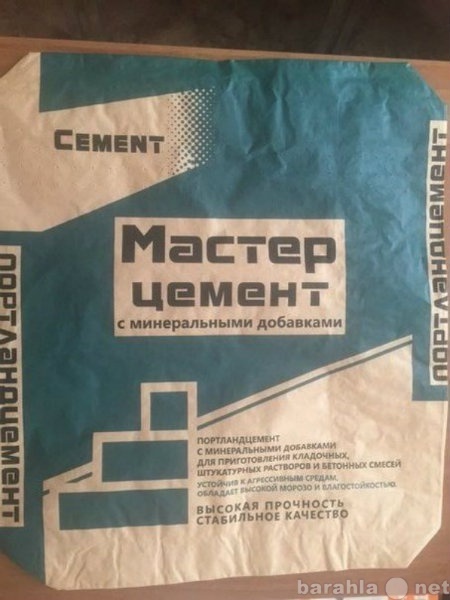 CEMENT
Мастер
цемент
с минеральными добавками
ПОРТЛАНДЦЕМЕНТ
ПОРТЛАНДЦЕМЕНТ
ПОРТЛАНДЦЕМЕНТ
С МИНЕРАЛЬНЫМИ ДОБАВКАМИ
ДЛЯ ПРИГОТОВЛЕНИЯ КЛАДОЧНЫХ,
ШТУКАТУРНЫХ РАСТВОРОВ И БЕТОННЫХ СМЕСЕЙ
УСТОЙЧИВ К АГРЕССИВНЫМ СРЕДАМ,
ОБЛАДАЕТ ВЫСОКОЙ МОРОЗО И ВЛАГОСТОЙКОСТЬЮ.
ВЫСОКАЯ ПРОЧНОСТЬ
СТАБИЛЬНОЕ КАЧЕСТВО
barahla.net